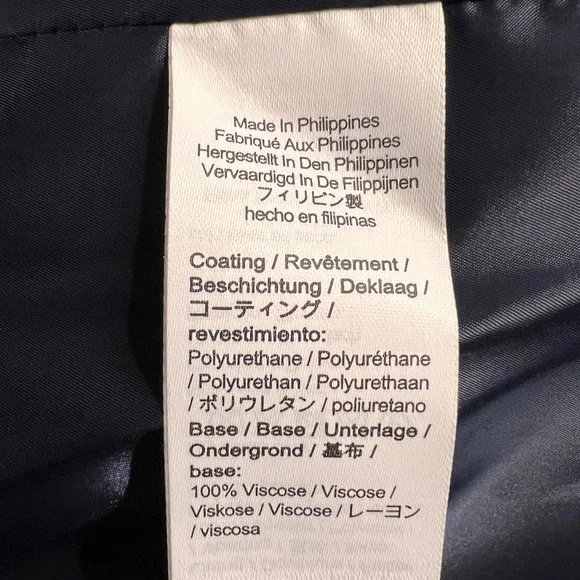 Made In Philippines
Fabriqué Aux Philippines
Hergestellt In Den Philippinen
Vervaardigd In De Filippijnen
フィリピン製
hecho en filipinas
Coating / Revêtement /
Beschichtung / Deklaag /
コーティング /
revestimiento:
Polyurethane / Polyuréthane
/ Polyurethan / Polyurethaan
/ ポリウレタン / poliuretano
Base / Base / Unterlage /
Ondergrond / 基布 /
base:
100% Viscose / Viscose /
Viskose / Viscose / レーヨン
/ viscosa